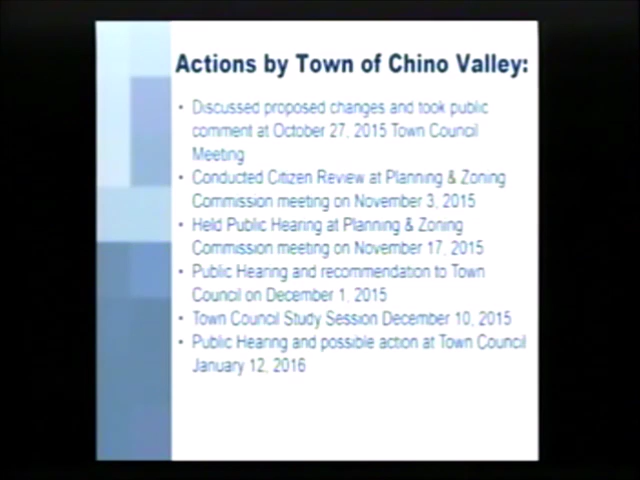 Actions by Town of Chino Valley:
• Discussed proposed changes and took public
comment at October 27, 2015 Town Council
Meeting
• Conducted Citizen Review at Planning & Zoning
Commission meeting on November 3, 2015
• Held Public Hearing at Planning & Zoning
Commission meeting on November 17, 2015
• Public Hearing and recommendation to Town
Council on December 1, 2015
• Town Council Study Session December 10, 2015
• Public Hearing and possible action at Town Council
January 12, 2016